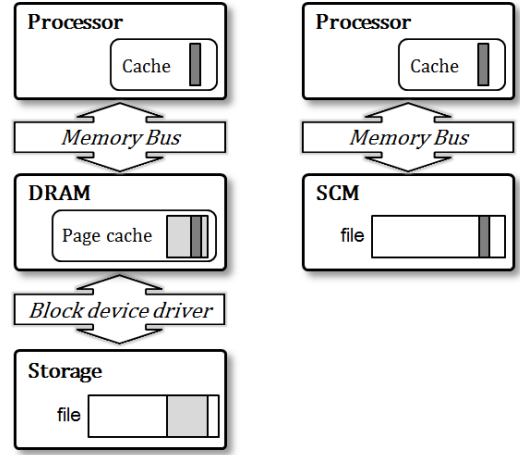 Processor
Cache
Memory Bus
DRAM
Page cache
Block device driver
Storage
file
Processor
Cache
Memory Bus
SCM
file